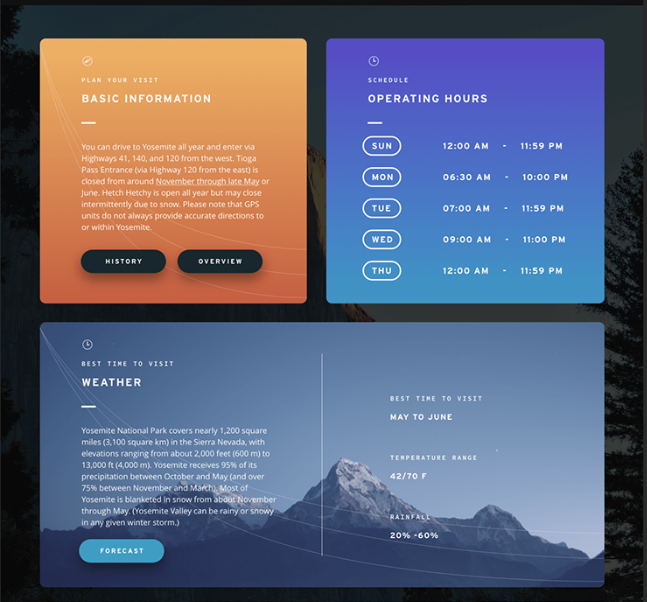 PLAN YOUR VISIT
BASIC INFORMATION
You can drive to Yosemite all year and enter via
Highways 41, 140, and 120 from the west. Tioga
Pass Entrance (via Highway 120 from the east) is
closed from around November through late May or
June. Hetch Hetchy is open all year but may close
intermittently due to snow. Please note that GPS
units do not always provide accurate directions to
or within Yosemite.
HISTORY
OVERVIEW
SCHEDULE
OPERATING HOURS
SUN 12:00 AM - 11:59 PM
MON 06:30 AM - 10:00 PM
TUE 07:00 AM - 11:59 PM
WED 09:00 AM - 11:00 PM
THU 12:00 AM - 11:59 PM
BEST TIME TO VISIT
WEATHER
Yosemite National Park covers nearly 1,200 square
miles (3,100 square km) in the Sierra Nevada, with
elevations ranging from about 2,000 feet (600 m) to
13,000 ft (4,000 m). Yosemite receives 95% of its
precipitation between October and May (and over
75% between November and March). Most of
Yosemite is blanketed in snow from about November
through May. (Yosemite Valley can be rainy or snowy
in any given winter storm.)
FORECAST
BEST TIME TO VISIT
MAY TO JUNE
TEMPERATURE RANGE
42/70 F
RAINFALL
20% -60%